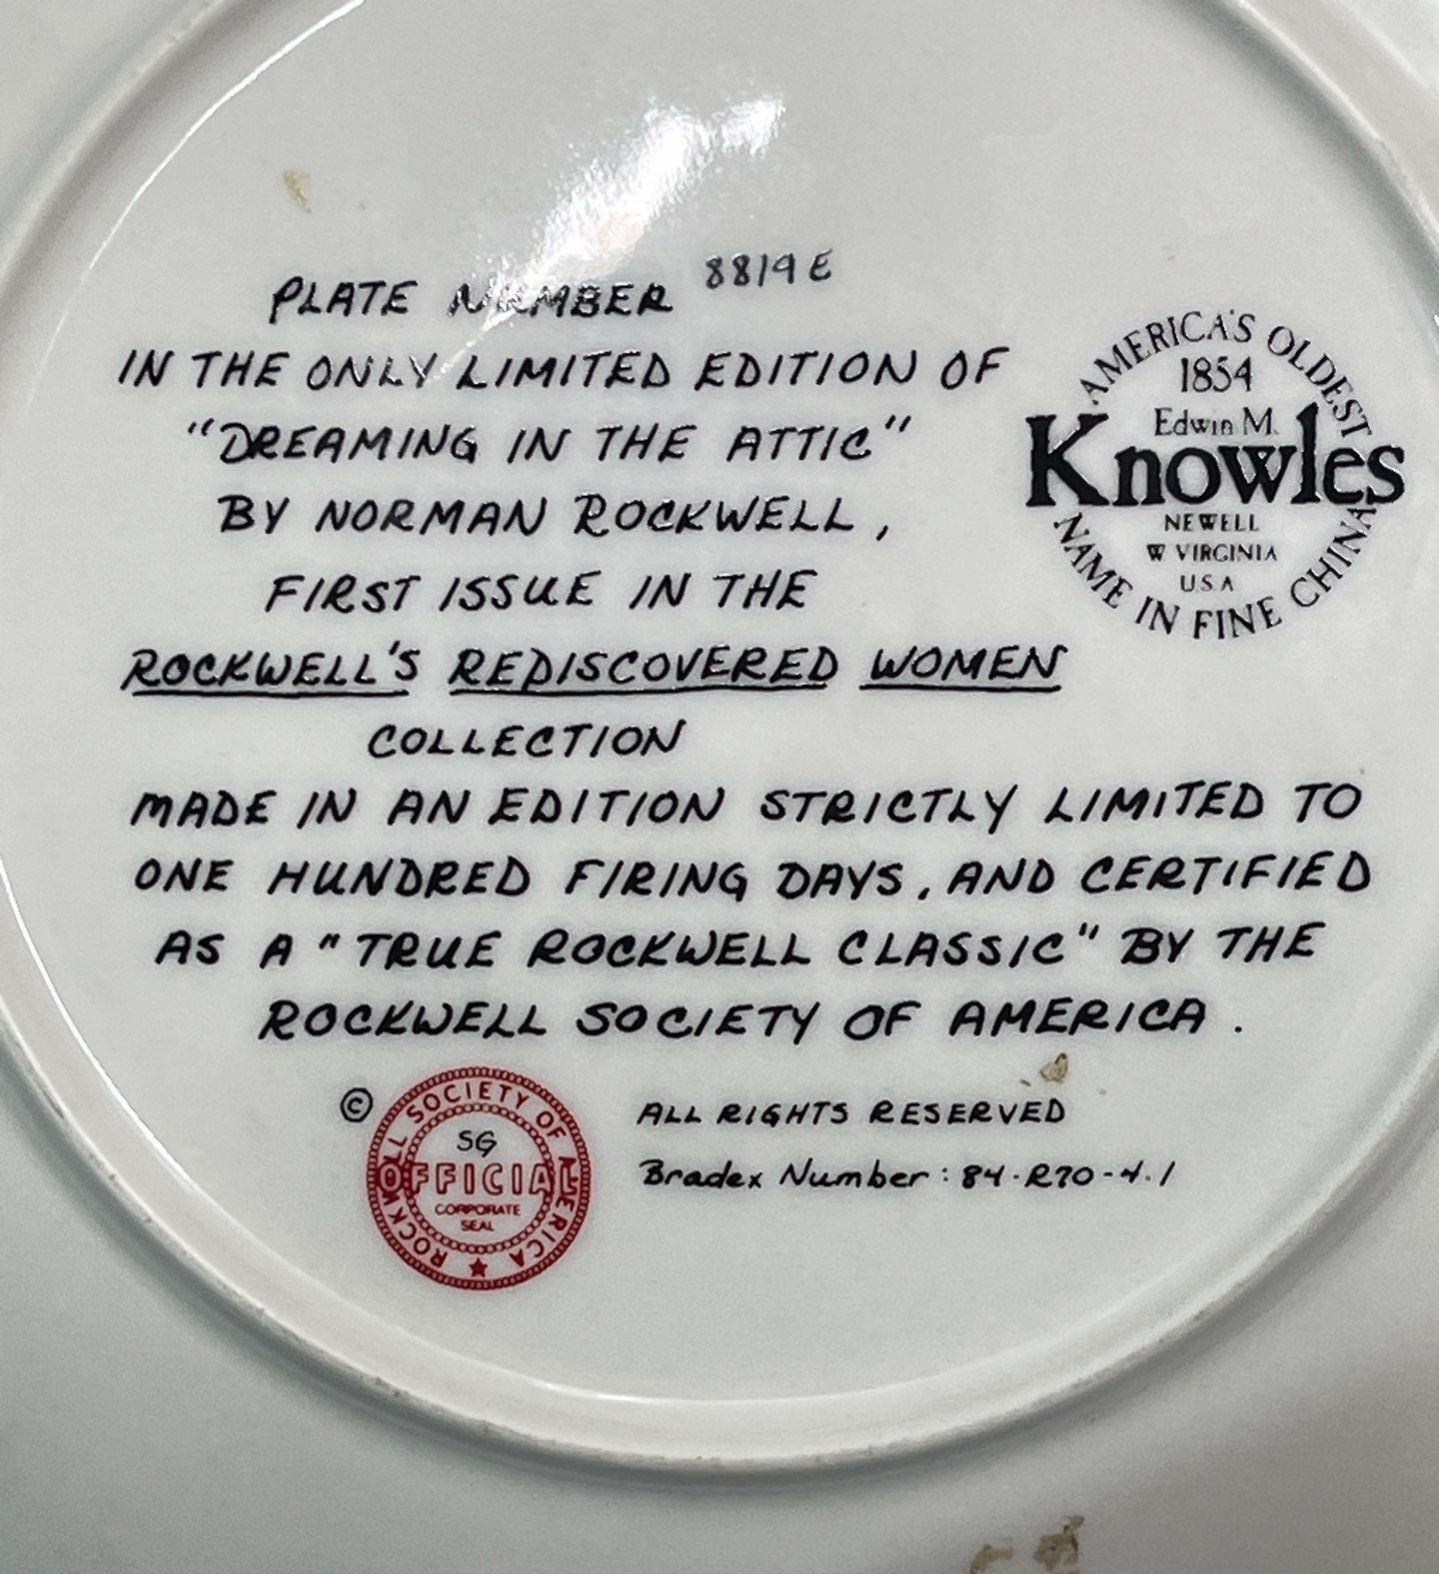 PLATE NUMBER 8819E
IN THE ONLY LIMITED EDITION OF
"DREAMING IN THE ATTIC"
BY NORMAN ROCKWELL,
FIRST ISSUE IN THE
ROCKWELL'S REDISCOVERED WOMEN
COLLECTION
MADE IN AN EDITION STRICTLY LIMITED TO
ONE HUNDRED FIRING DAYS, AND CERTIFIED
AS A "TRUE ROCKWELL CLASSIC" BY THE
ROCKWELL SOCIETY OF AMERICA.
AMERICA'S OLDEST
1854
Edwin M.
Knowles
NEWELL
W VIRGINIA
USA
NAME IN FINE CHINA
©
ROCKWELL SOCIETY OF AMERICA
SG
OFFICIAL
CORPORATE
SEAL
ALL RIGHTS RESERVED
Bradex Number: 84-R70-4.1